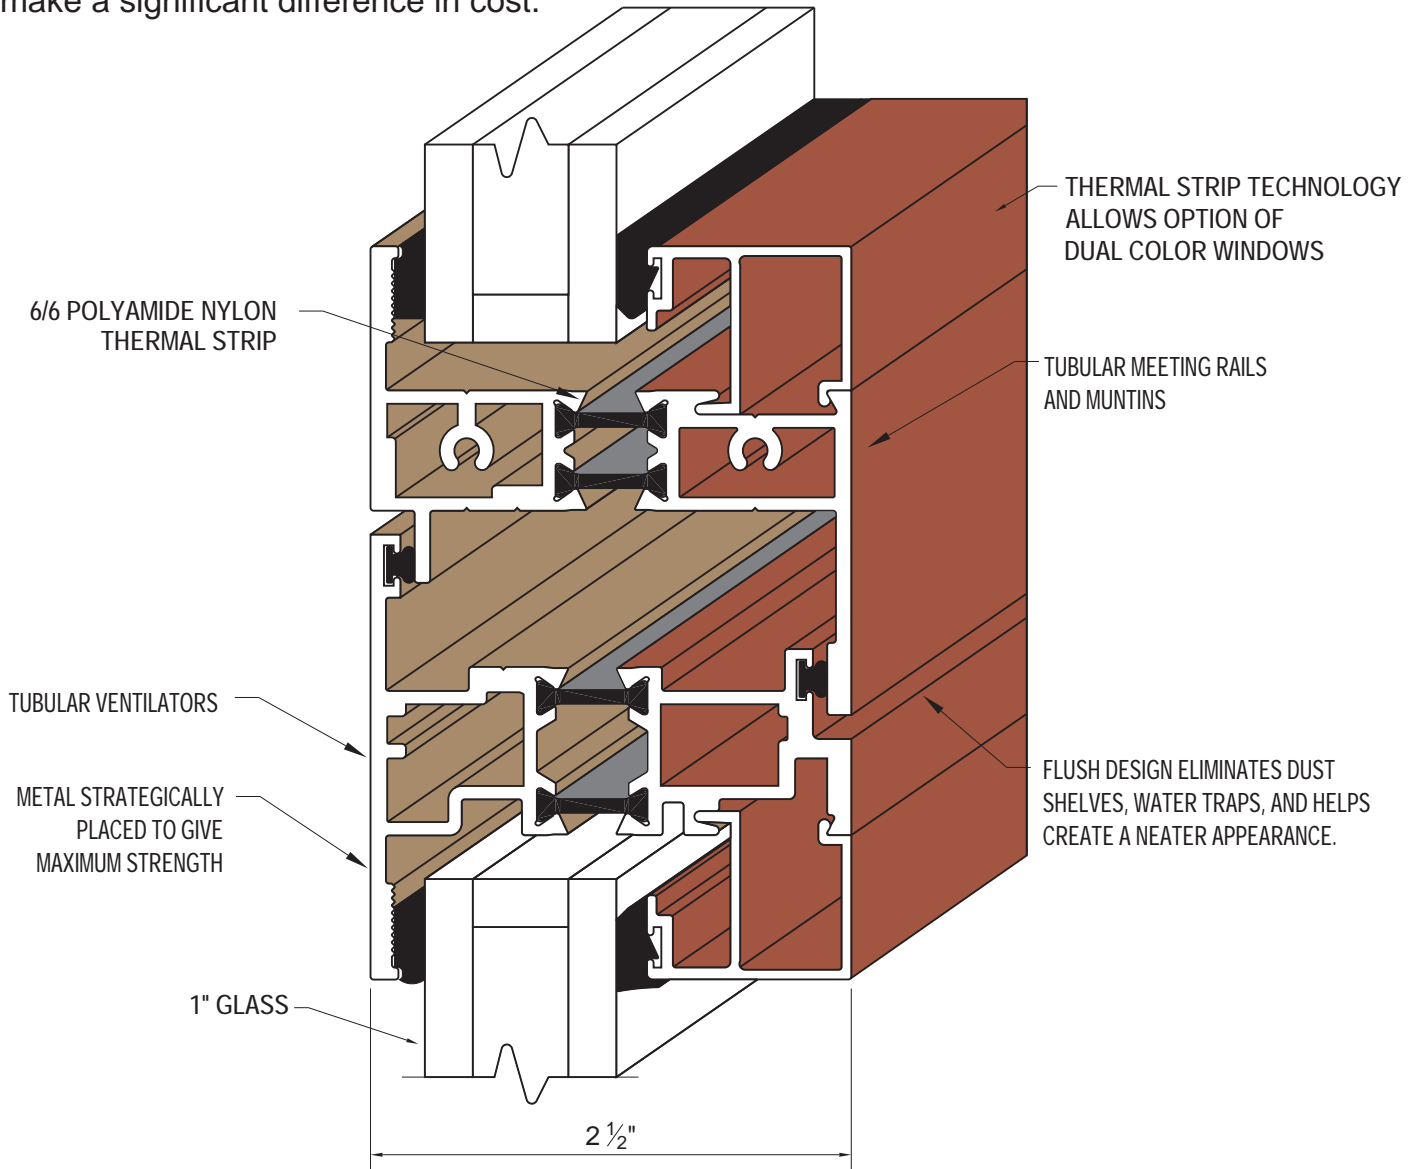 make a significant difference in cost.
THERMAL STRIP TECHNOLOGY
ALLOWS OPTION OF
DUAL COLOR WINDOWS
6/6 POLYAMIDE NYLON
THERMAL STRIP
TUBULAR MEETING RAILS
AND MUNTINS
TUBULAR VENTILATORS
METAL STRATEGICALLY
PLACED TO GIVE
MAXIMUM STRENGTH
FLUSH DESIGN ELIMINATES DUST
SHELVES, WATER TRAPS, AND HELPS
CREATE A NEATER APPEARANCE.
1" GLASS
2 ½"